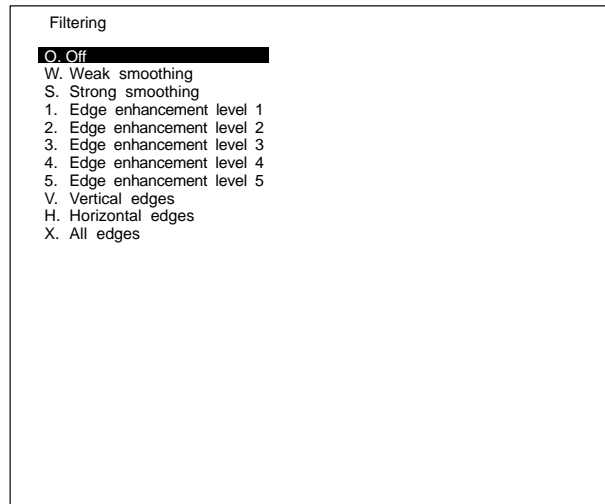 Filtering
O. Off
W. Weak smoothing
S. Strong smoothing
1. Edge enhancement level 1
2. Edge enhancement level 2
3. Edge enhancement level 3
4. Edge enhancement level 4
5. Edge enhancement level 5
V. Vertical edges
H. Horizontal edges
X. All edges